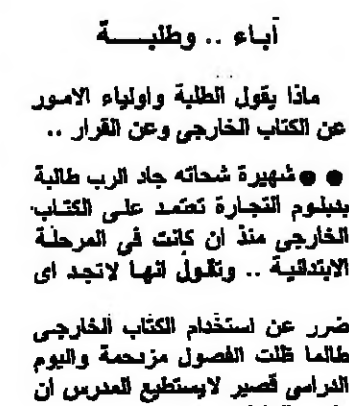 آباء .. وطلبـــــة
ماذا يقول الطلبة واولياء الامور
عن الكتاب الخارجى وعن القرار ..
● ● شهيرة شحاته جاد الرب طالبة
بدبلوم التجارة تعتمد على الكتاب
الخارجى منذ ان كانت فى المرحلة
الابتدائية .. وتقول انها لاتجد اى
ضرر عن استخدام الكتاب الخارجى
طالما ظلت الفصول مزدحمة واليوم
الدراسى قصير لايستطيع المدرس ان